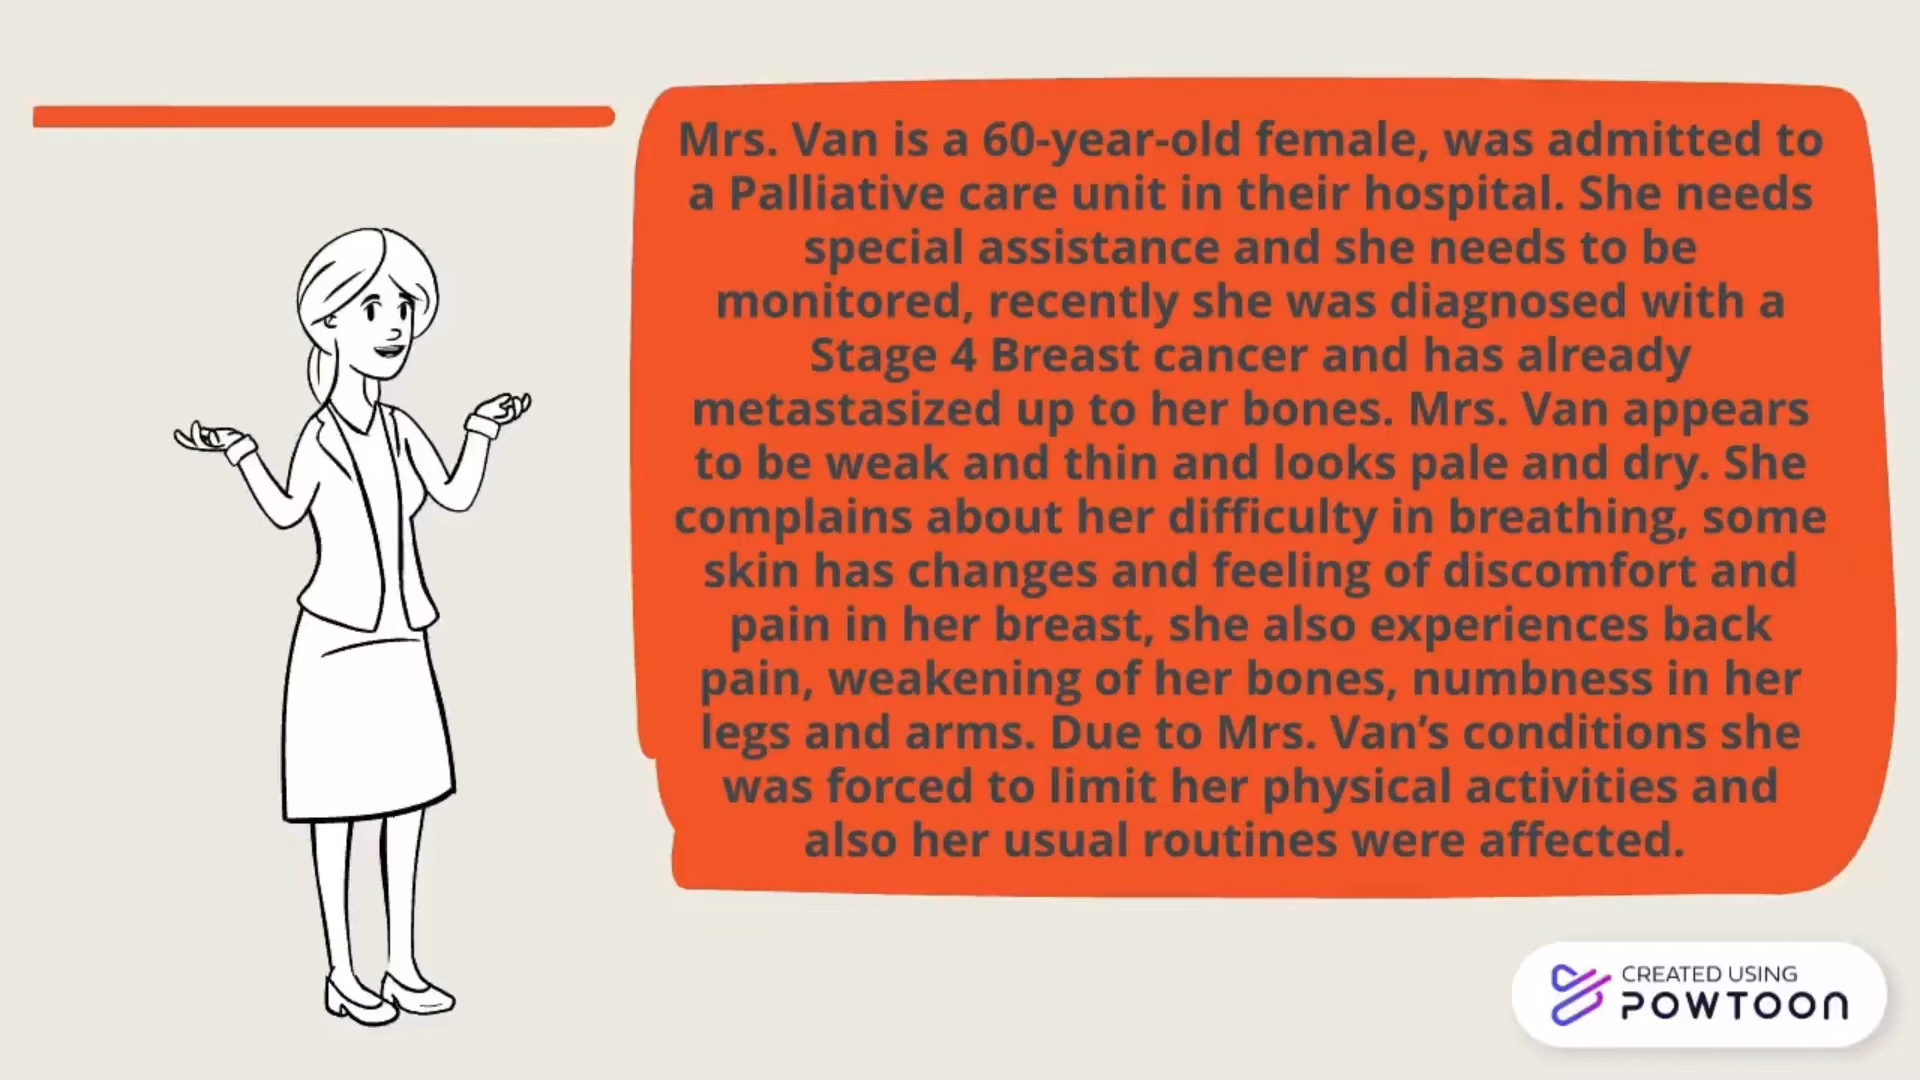 Mrs. Van is a 60-year-old female, was admitted to
a Palliative care unit in their hospital. She needs
special assistance and she needs to be
monitored, recently she was diagnosed with a
Stage 4 Breast cancer and has already
metastasized up to her bones. Mrs. Van appears
to be weak and thin and looks pale and dry. She
complains about her difficulty in breathing, some
skin has changes and feeling of discomfort and
pain in her breast, she also experiences back
pain, weakening of her bones, numbness in her
legs and arms. Due to Mrs. Van’s conditions she
was forced to limit her physical activities and
also her usual routines were affected.
CREATED USING
POWTOON